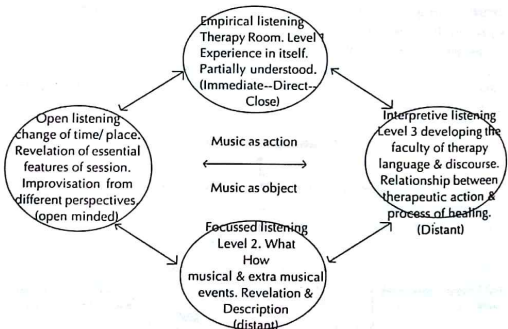 Empirical listening
Therapy Room. Level 1
Experience in itself.
Partially understood.
(Immediate--Direct--
Close)
Open listening
change of time/ place.
Revelation of essential
features of session.
Improvisation from
different perspectives.
(open minded)
Music as action
Music as object
Interpretive listening
Level 3 developing the
faculty of therapy
language & discourse.
Relationship between
therapeutic action &
process of healing.
(Distant)
Focussed listening
Level 2. What
How
musical & extra musical
events. Revelation &
Description
(distant)